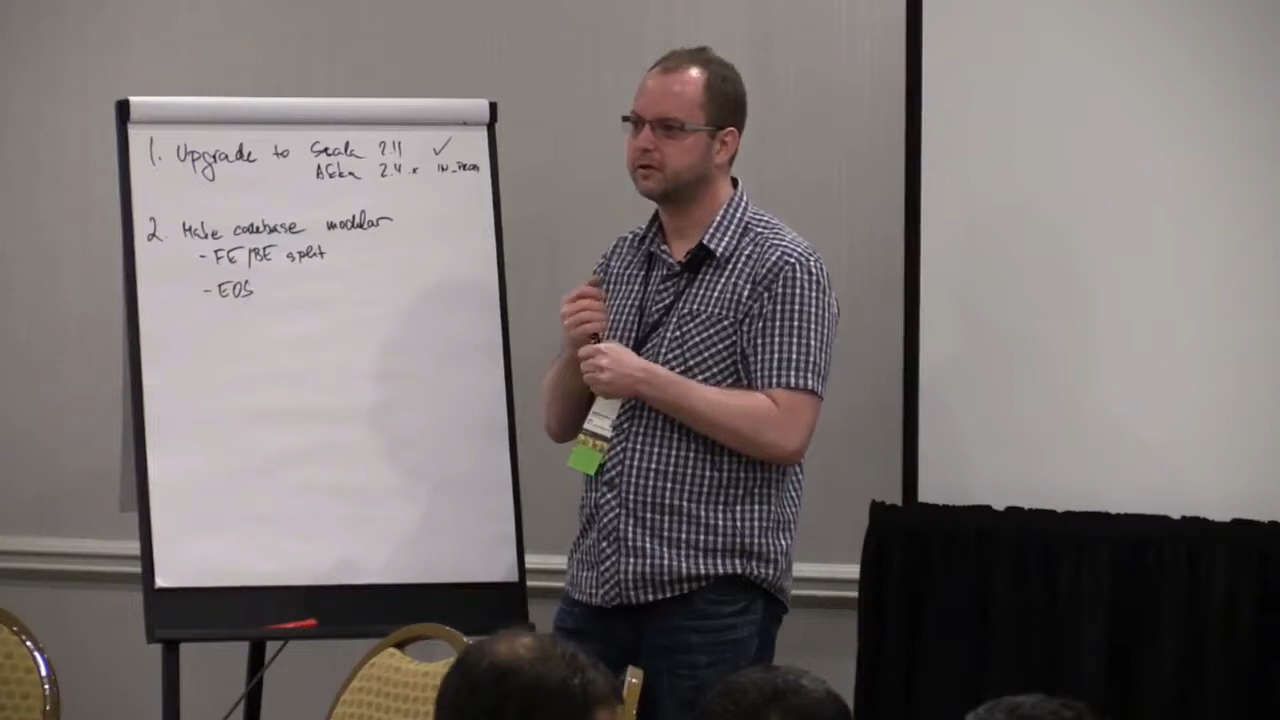 1. Upgrade to Scala 2.11 ✓
Akka 2.4.x IN_PROG
2. Make codebase modular
- FE/BE split
- EOS